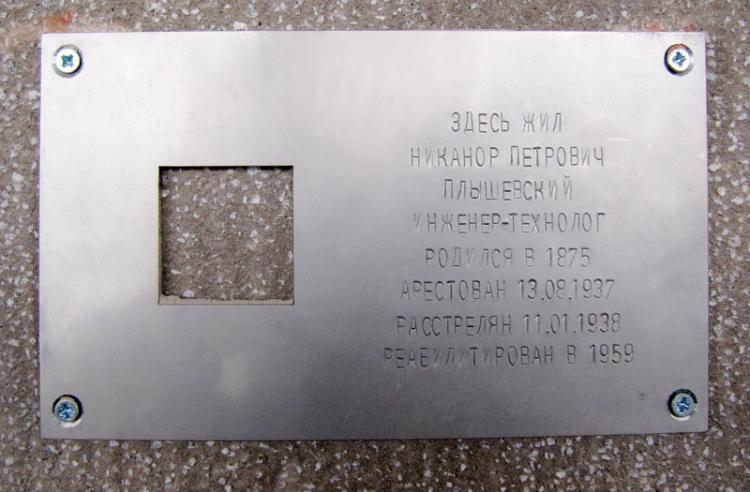 ЗДЕСЬ ЖИЛ
НИКАНОР ПЕТРОВИЧ
ПЛЫШЕВСКИЙ
ИНЖЕНЕР-ТЕХНОЛОГ
РОДИЛСЯ В 1875
АРЕСТОВАН 13.08.1937
РАССТРЕЛЯН 11.01.1938
РЕАБИЛИТИРОВАН В 1959